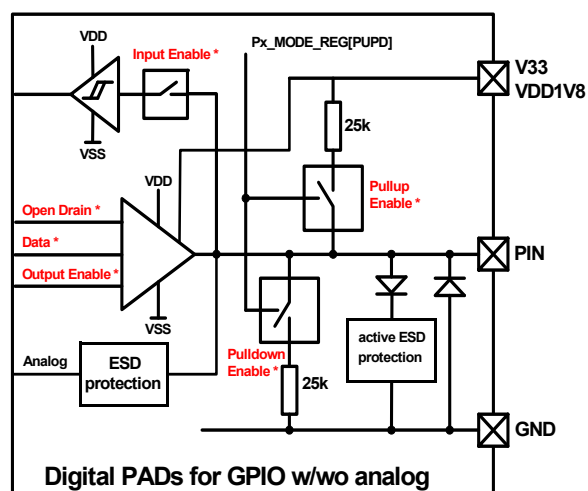 VDD
Input Enable *
Px_MODE_REG[PUPD]
V33
VDD1V8
25k
VSS
Pullup
Enable *
VDD
Open Drain *
Data *
Output Enable *
PIN
VSS
Analog
ESD
protection
Pulldown
Enable *
25k
active ESD
protection
GND
Digital PADs for GPIO w/wo analog